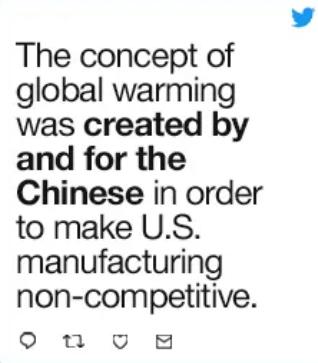 The concept of
global warming
was created by
and for the
Chinese in order
to make U.S.
manufacturing
non-competitive.